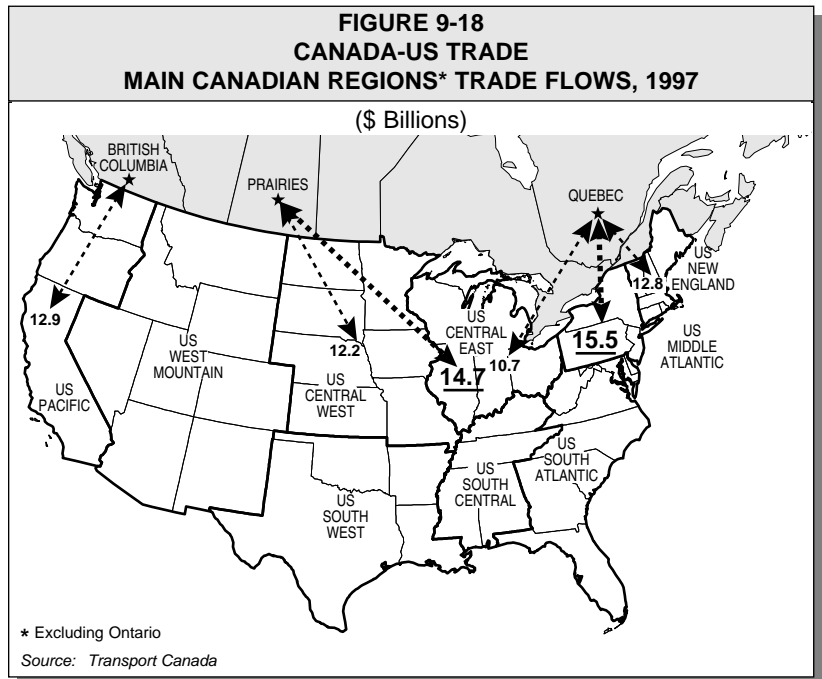 FIGURE 9-18
CANADA-US TRADE
MAIN CANADIAN REGIONS* TRADE FLOWS, 1997
($ Billions)
BRITISH
COLUMBIA
PRAIRIES
QUEBEC
12.8
US
NEW
ENGLAND
12.9
US
WEST
MOUNTAIN
12.2
US
CENTRAL
EAST
14.7
10.7
15.5
US
MIDDLE
ATLANTIC
US
PACIFIC
US
CENTRAL
WEST
US
SOUTH
WEST
US
SOUTH
CENTRAL
US
SOUTH
ATLANTIC
* Excluding Ontario
Source: Transport Canada